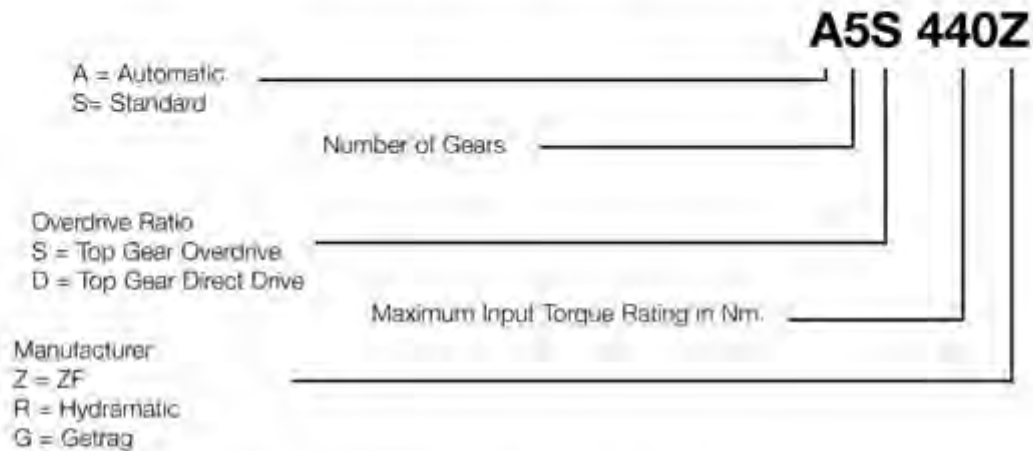 A5S 440Z
A = Automatic
S= Standard
Number of Gears
Overdrive Ratio
S = Top Gear Overdrive
D = Top Gear Direct Drive
Maximum Input Torque Rating in Nm.
Manufacturer
Z = ZF
R = Hydramatic
G = Getrag